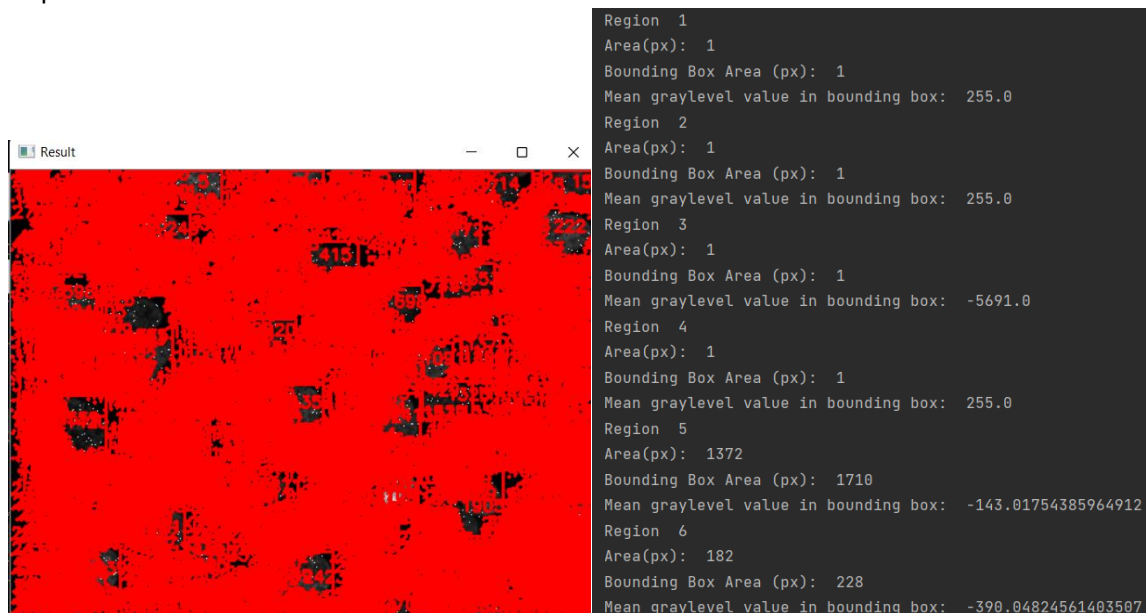 Result
415
222
Region  1
Area(px):  1
Bounding Box Area (px):  1
Mean graylevel value in bounding box:  255.0
Region  2
Area(px):  1
Bounding Box Area (px):  1
Mean graylevel value in bounding box:  255.0
Region  3
Area(px):  1
Bounding Box Area (px):  1
Mean graylevel value in bounding box:  -5691.0
Region  4
Area(px):  1
Bounding Box Area (px):  1
Mean graylevel value in bounding box:  255.0
Region  5
Area(px):  1372
Bounding Box Area (px):  1710
Mean graylevel value in bounding box:  -143.01754385964912
Region  6
Area(px):  182
Bounding Box Area (px):  228
Mean graylevel value in bounding box:  -390.04824561403507